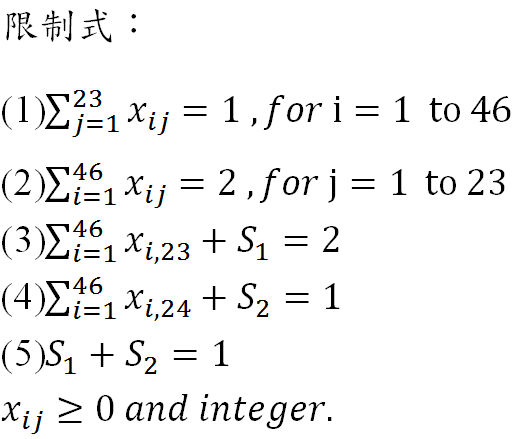 限制式：
(1)∑_{j=1}^{23} x_{ij} = 1 , for i = 1 to 46
(2)∑_{i=1}^{46} x_{ij} = 2 , for j = 1 to 23
(3)∑_{i=1}^{46} x_{i,23} + S_1 = 2
(4)∑_{i=1}^{46} x_{i,24} + S_2 = 1
(5)S_1 + S_2 = 1
x_{ij} ≥ 0 and integer.